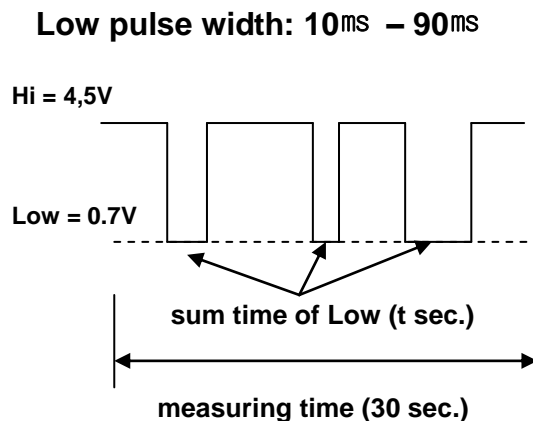 Low pulse width: 10㎳ – 90㎳
Hi = 4,5V
Low = 0.7V
sum time of Low (t sec.)
measuring time (30 sec.)